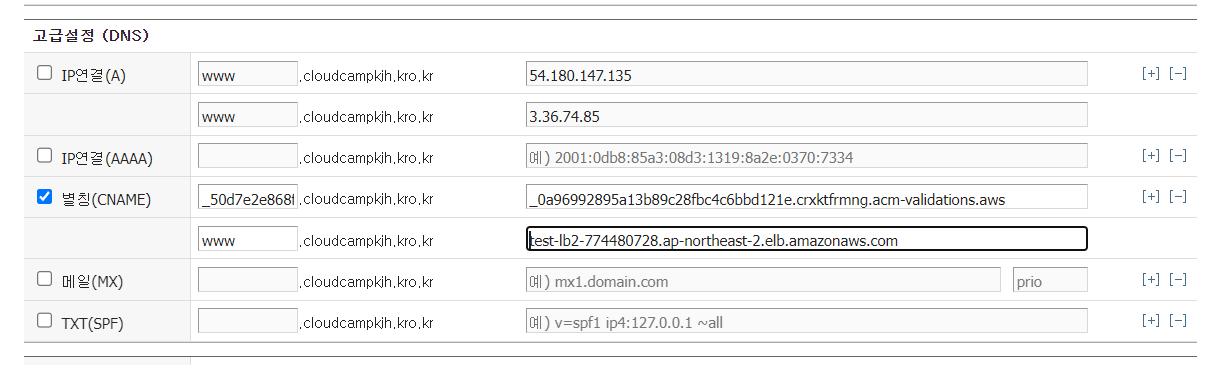 고급설정 (DNS)
IP연결(A) www .cloudcampkjh.kro.kr 54.180.147.135 [+] [-]
www .cloudcampkjh.kro.kr 3.36.74.85
IP연결(AAAA) .cloudcampkjh.kro.kr 예) 2001:0db8:85a3:08d3:1319:8a2e:0370:7334 [+] [-]
별칭(CNAME) _50d7e2e868f .cloudcampkjh.kro.kr _0a96992895a13b89c28fbc4c6bbd121e.crxktfrmng.acm-validations.aws [+] [-]
www .cloudcampkjh.kro.kr test-lb2-774480728.ap-northeast-2.elb.amazonaws.com
메일(MX) .cloudcampkjh.kro.kr 예) mx1.domain.com prio [+] [-]
TXT(SPF) .cloudcampkjh.kro.kr 예) v=spf1 ip4:127.0.0.1 ~all [+] [-]